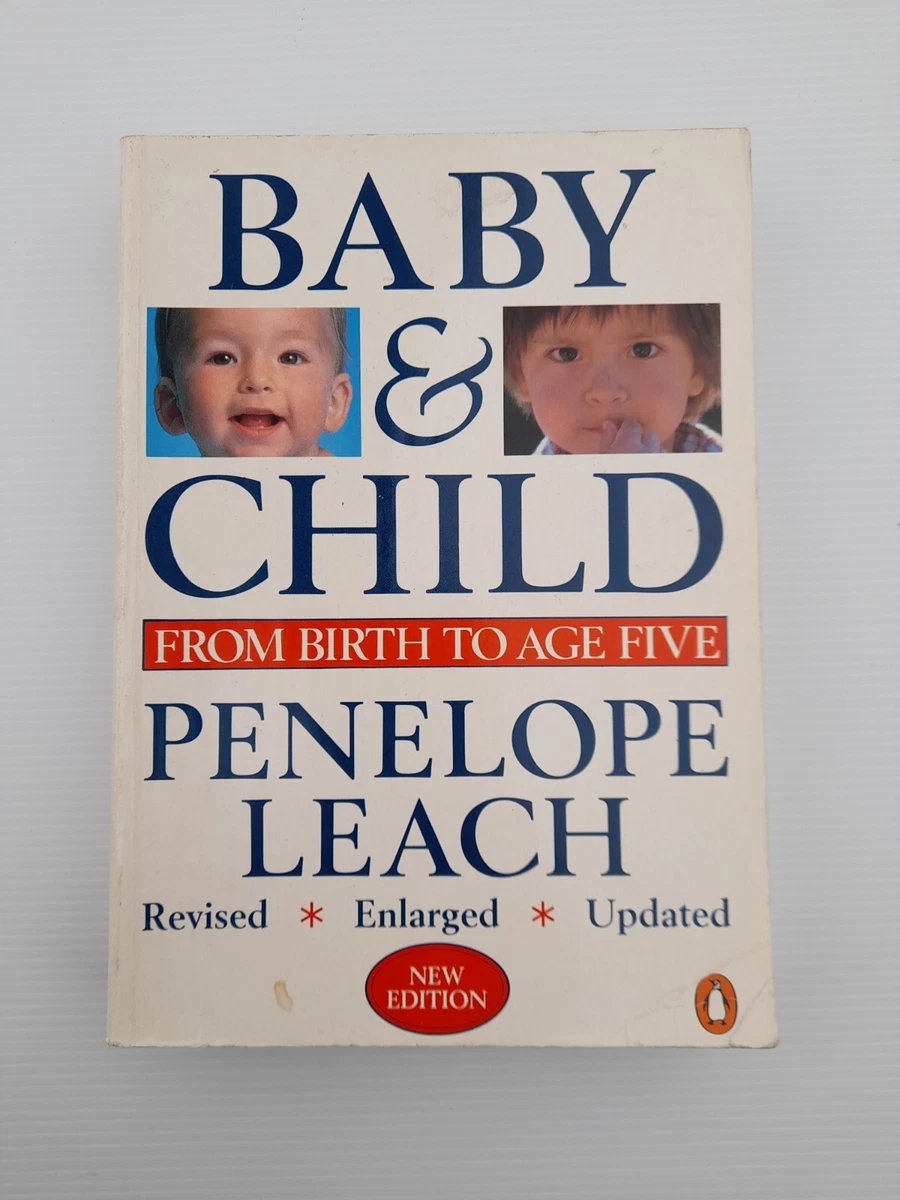 BABY
&
CHILD
FROM BIRTH TO AGE FIVE
PENELOPE
LEACH
Revised * Enlarged * Updated
NEW
EDITION